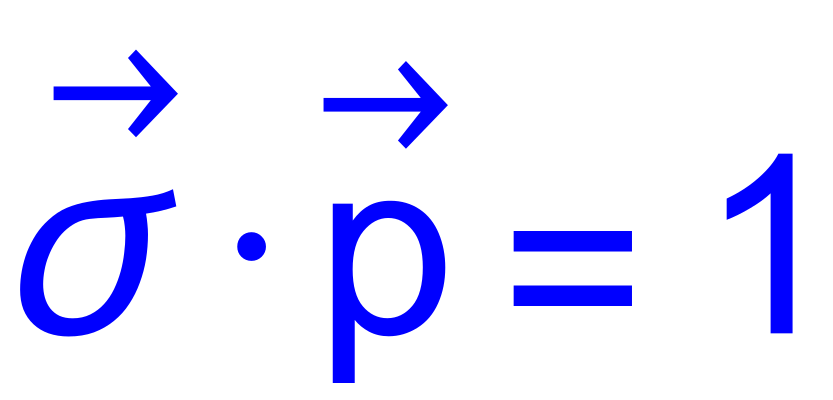 σ⃗ · p⃗ = 1